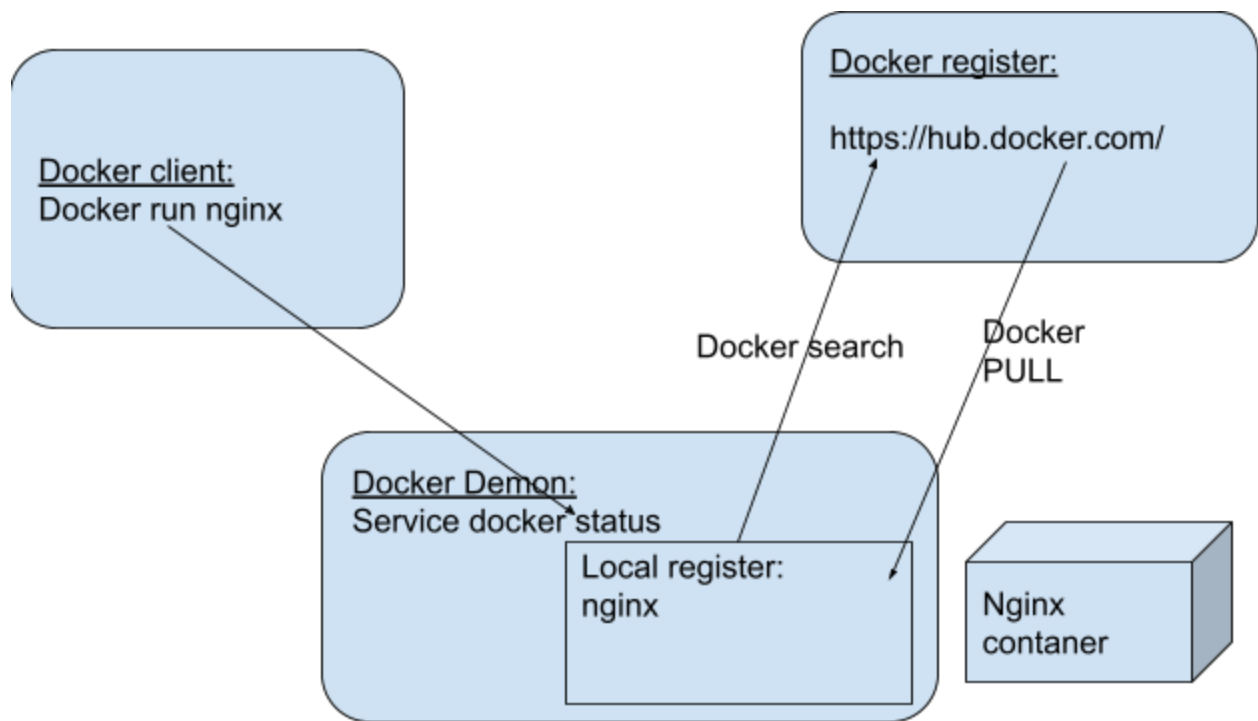 Docker register:
https://hub.docker.com/
Docker client:
Docker run nginx
Docker search
Docker
PULL
Docker Demon:
Service docker status
Local register:
nginx
Nginx
contaner